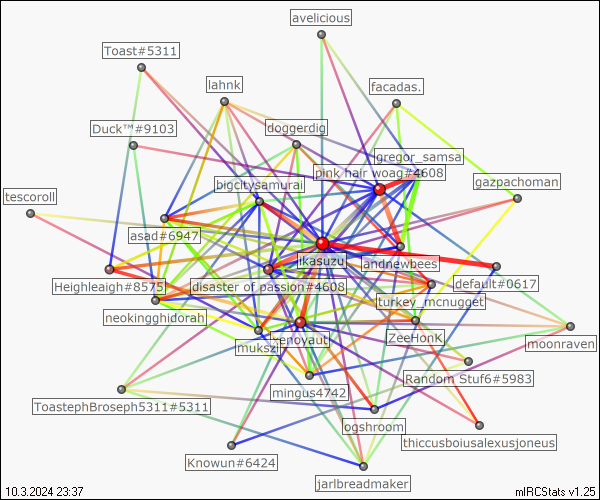 avelicious
Toast#5311
lahnk
facadas.
Duck™#9103
doggerdig
gregor_samsa
pink hair woag#4608
bigcitysamurai
gazpachoman
tescoroll
asad#6947
ikasuzu
andnewbees
Heighleaigh#8575
disaster of passion#4608
default#0617
turkey_mcnugget
neokingghidorah
xenoyaut
ZeeHonK.
mukszi
moonraven
Random Stuf6#5983
mingus4742
ToastephBroseph5311#5311
ogshroom
thiccusboiusalexusjoneus
Knowun#6424
jarlbreadmaker
10.3.2024 23:37
mIRCStats v1.25